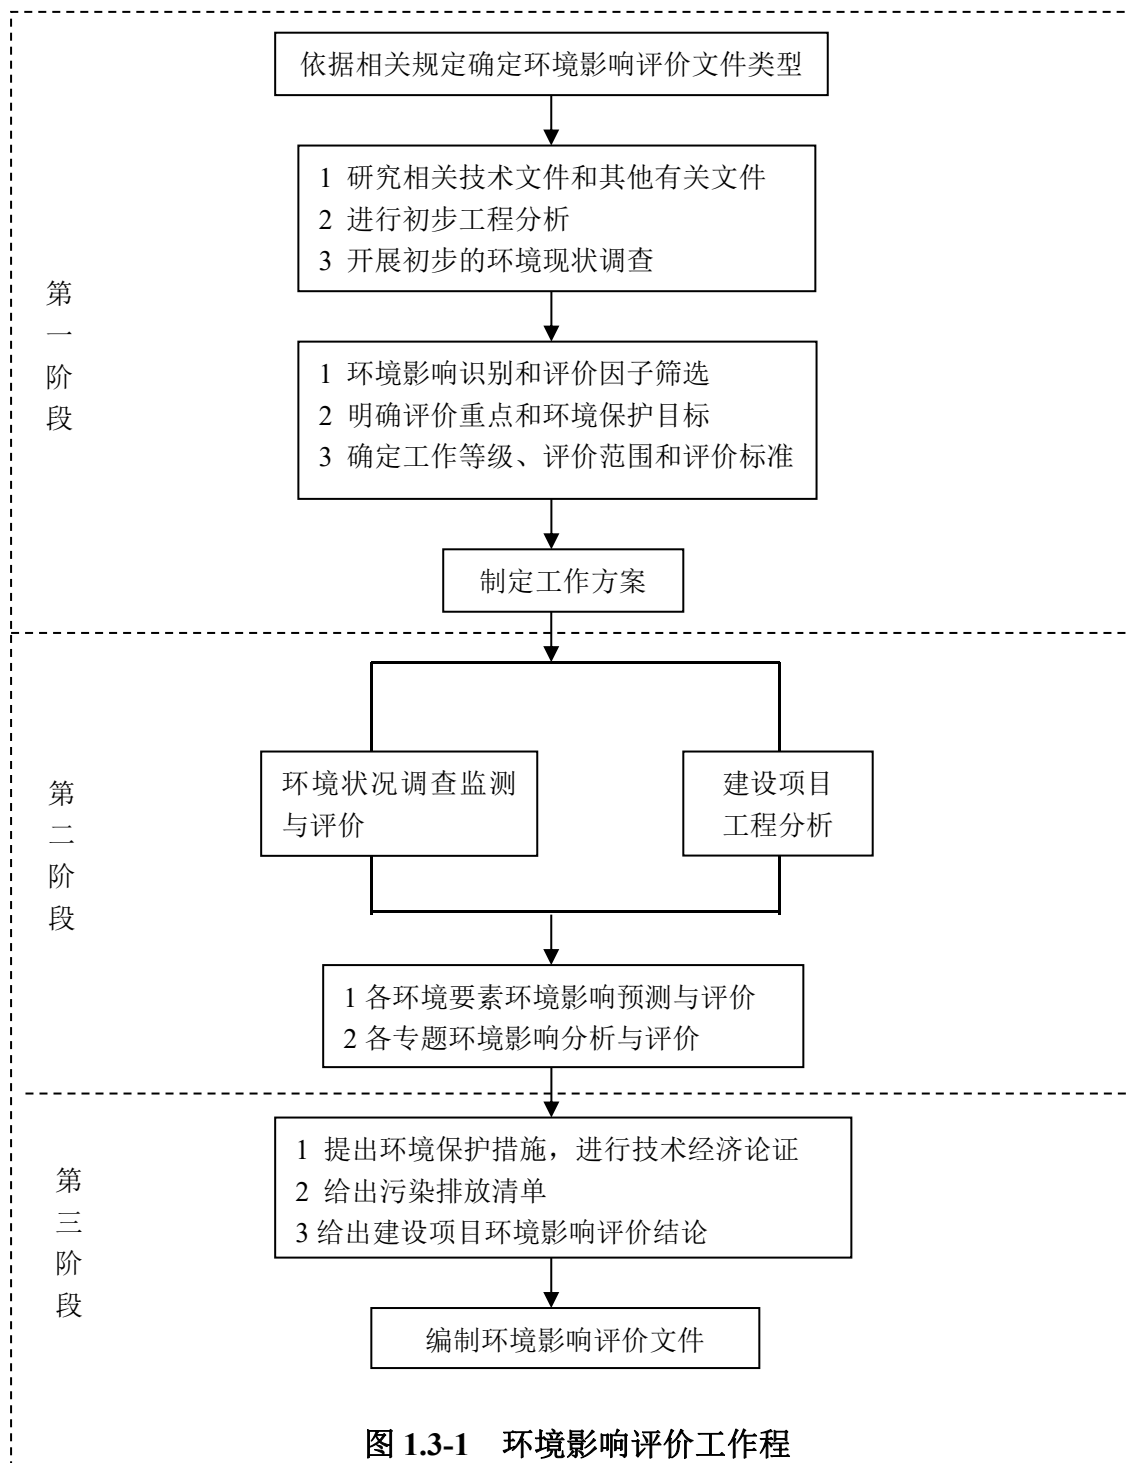 依据相关规定确定环境影响评价文件类型
1 研究相关技术文件和其他有关文件
2 进行初步工程分析
3 开展初步的环境现状调查
第
一
阶
段
1 环境影响识别和评价因子筛选
2 明确评价重点和环境保护目标
3 确定工作等级、评价范围和评价标准
制定工作方案
第
二
阶
段
环境状况调查监测
与评价
建设项目
工程分析
1 各环境要素环境影响预测与评价
2 各专题环境影响分析与评价
第
三
阶
段
1 提出环境保护措施，进行技术经济论证
2 给出污染排放清单
3 给出建设项目环境影响评价结论
编制环境影响评价文件
图 1.3-1 环境影响评价工作程